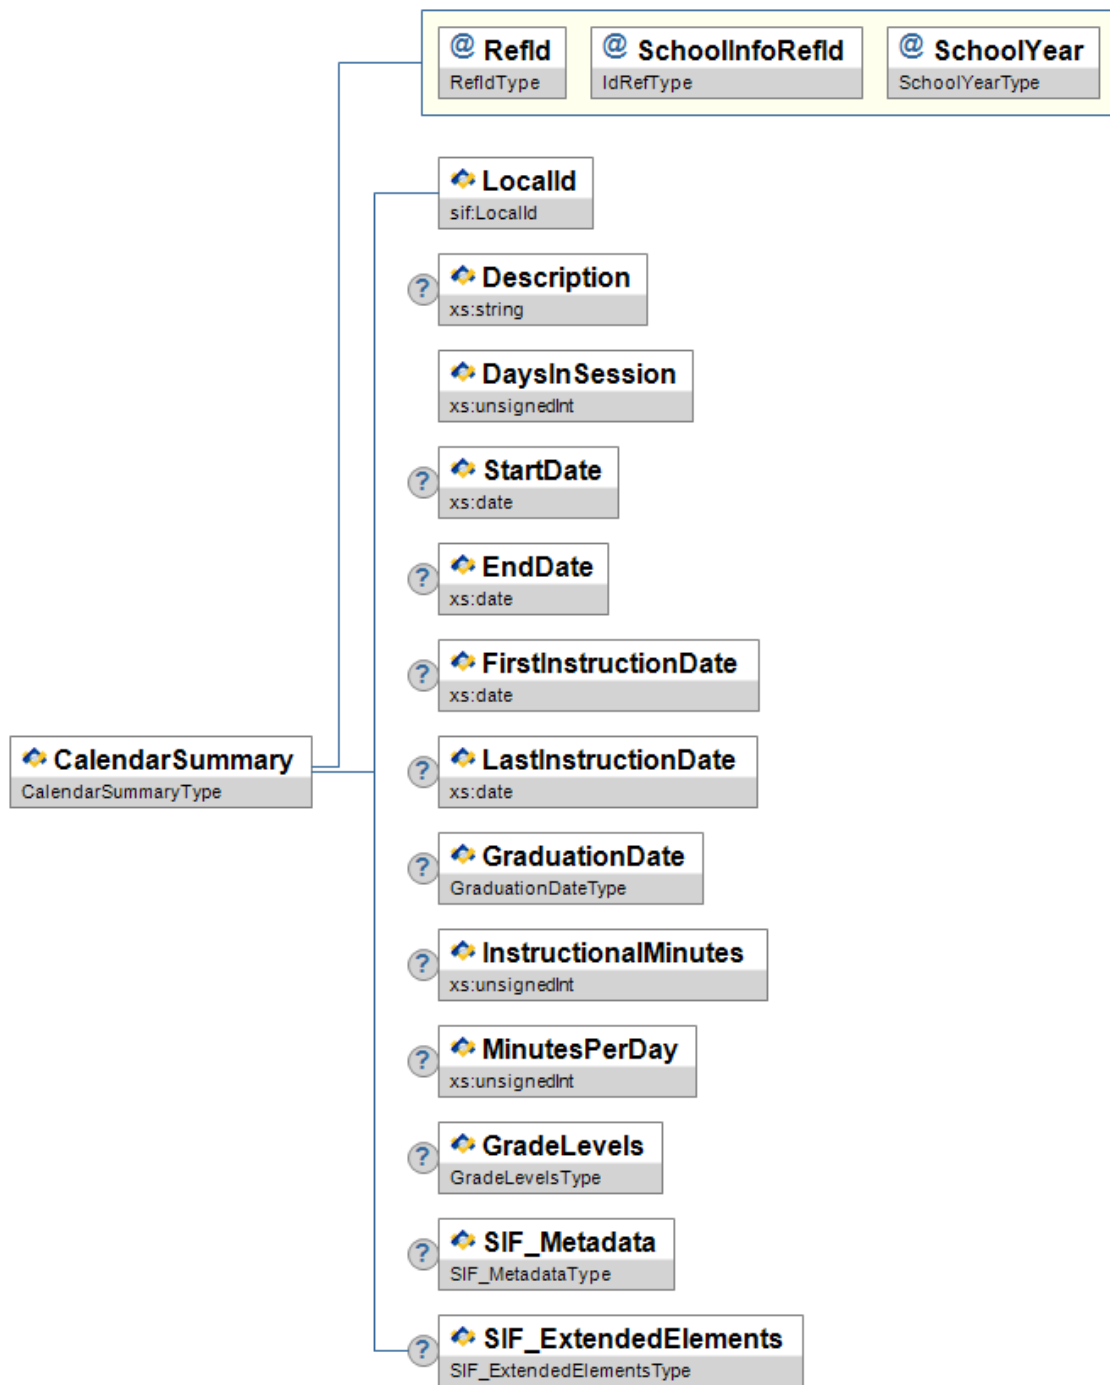 @ RefId
RefIdType
@ SchoolInfoRefId
IdRefType
@ SchoolYear
SchoolYearType
LocalId
sif:LocalId
? Description
xs:string
DaysInSession
xs:unsignedInt
? StartDate
xs:date
? EndDate
xs:date
? FirstInstructionDate
xs:date
CalendarSummary
CalendarSummaryType
? LastInstructionDate
xs:date
? GraduationDate
GraduationDateType
? InstructionalMinutes
xs:unsignedInt
? MinutesPerDay
xs:unsignedInt
? GradeLevels
GradeLevelsType
? SIF_Metadata
SIF_MetadataType
? SIF_ExtendedElements
SIF_ExtendedElementsType